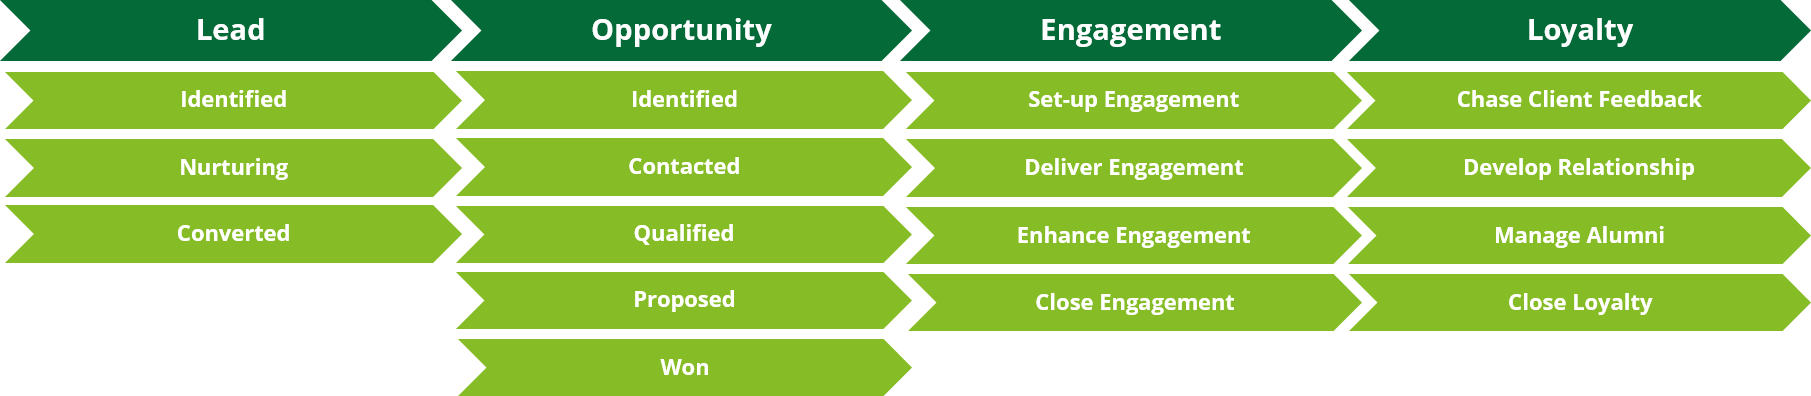 Lead
Identified
Nurturing
Converted
Opportunity
Identified
Contacted
Qualified
Proposed
Won
Engagement
Set-up Engagement
Deliver Engagement
Enhance Engagement
Close Engagement
Loyalty
Chase Client Feedback
Develop Relationship
Manage Alumni
Close Loyalty